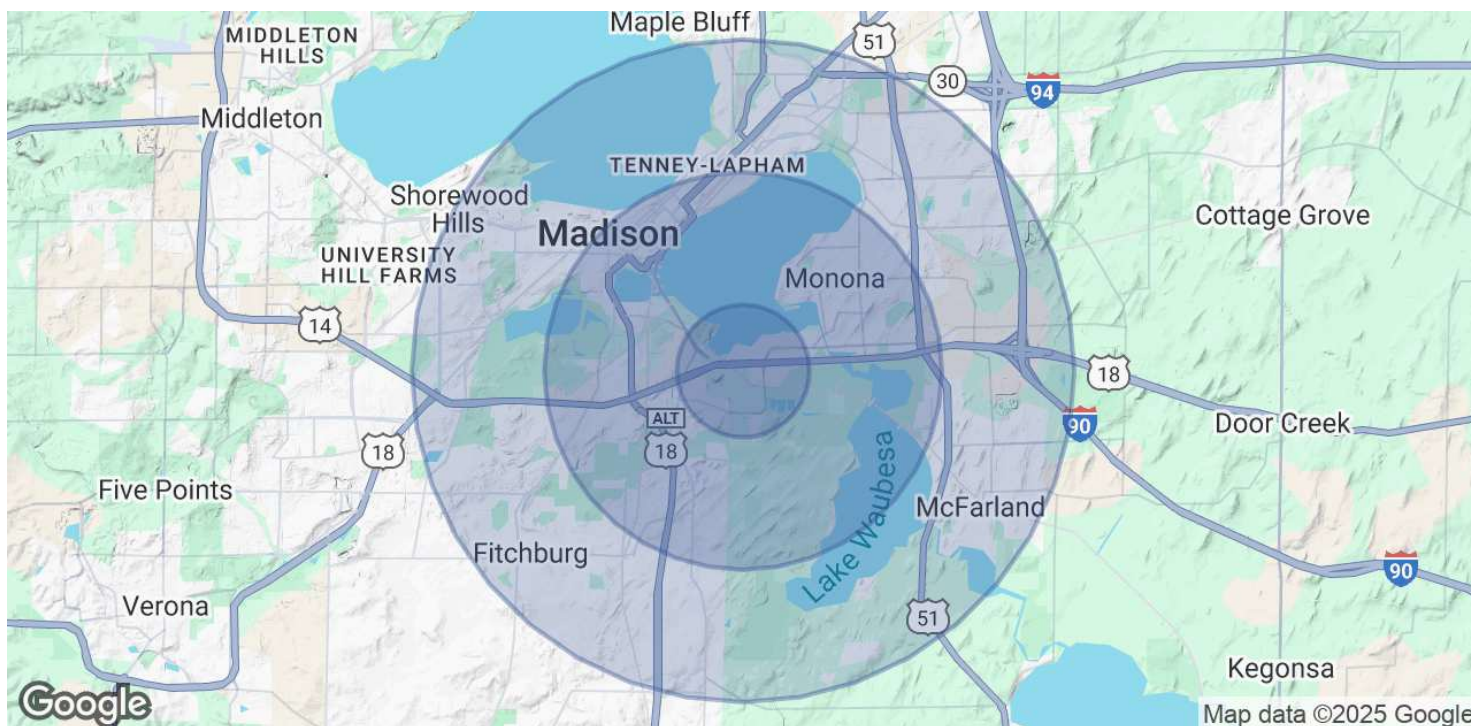 Maple Bluff
MIDDLETON
HILLS
51
30
94
Middleton
TENNEY-LAPHAM
Shorewood
Hills
Cottage Grove
Madison
UNIVERSITY
HILL FARMS
Monona
14
18
ALT
18
18
90
Door Creek
Five Points
Lake Waubesa
McFarland
Fitchburg
90
Verona
51
Kegonsa
Google
Map data ©2025 Google